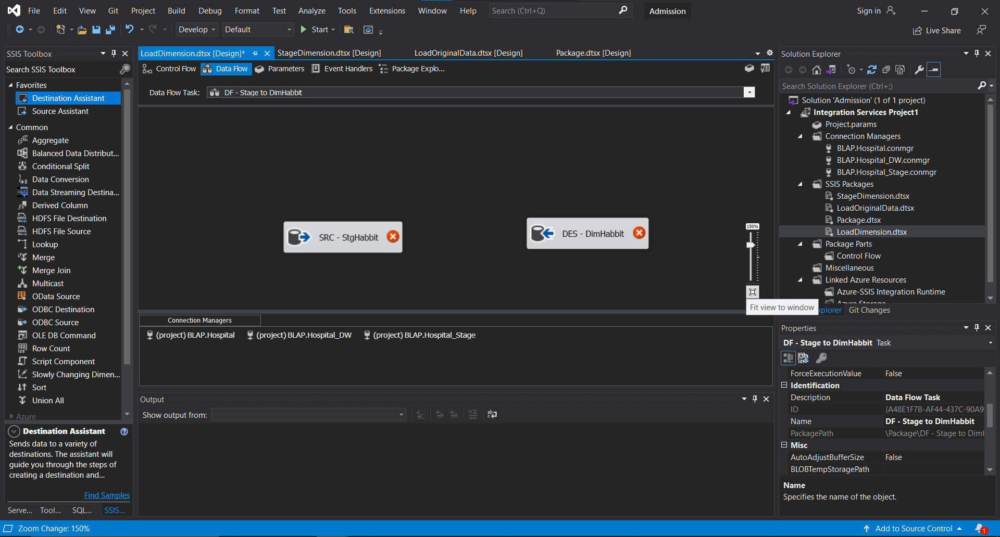 File Edit View Git Project Build Debug Format Test Analyze Tools Extensions Window Help Search (Ctrl+Q) Admission Sign in
Develop Default Start Live Share
SSIS Toolbox
Search SSIS Toolbox
Favorites
Destination Assistant
Source Assistant
Common
Aggregate
Balanced Data Distribut...
Conditional Split
Data Conversion
Data Streaming Destina...
Derived Column
HDFS File Destination
HDFS File Source
Lookup
Merge
Merge Join
Multicast
OData Source
ODBC Destination
ODBC Source
OLE DB Command
Row Count
Script Component
Slowly Changing Dimen...
Sort
Union All
Azure
Destination Assistant
Sends data to a variety of
destinations. The assistant will
guide you through the steps of
creating a destination and...
Find Samples
Serve... Tool... SQL... SSIS...
LoadDimension.dtsx [Design]* StageDimension.dtsx [Design] LoadOriginalData.dtsx [Design] Package.dtsx [Design]
Control Flow Data Flow Parameters Event Handlers Package Explo...
Data Flow Task: DF - Stage to DimHabbit
SRC - StgHabbit
DES - DimHabbit
150%
Fit view to window
Connection Managers
(project) BLAP.Hospital (project) BLAP.Hospital_DW (project) BLAP.Hospital_Stage
Output
Show output from:
Solution Explorer
Search Solution Explorer (Ctrl+;)
Solution 'Admission' (1 of 1 project)
Integration Services Project1
Project.params
Connection Managers
BLAP.Hospital.conmgr
BLAP.Hospital_DW.conmgr
BLAP.Hospital_Stage.conmgr
SSIS Packages
StageDimension.dtsx
LoadOriginalData.dtsx
Package.dtsx
LoadDimension.dtsx
Package Parts
Control Flow
Miscellaneous
Linked Azure Resources
Azure-SSIS Integration Runtime
Azure Storage
xplorer Git Changes
Properties
DF - Stage to DimHabbit Task
ForceExecutionValue False
Identification
Description Data Flow Task
ID {A48E1F7B-AF44-437C-90A9
Name DF - Stage to DimHabbit
PackagePath \Package\DF - Stage to DimH
Misc
AutoAdjustBufferSize False
BLOBTempStoragePath
Name
Specifies the name of the object.
Zoom Change: 150% Add to Source Control 1